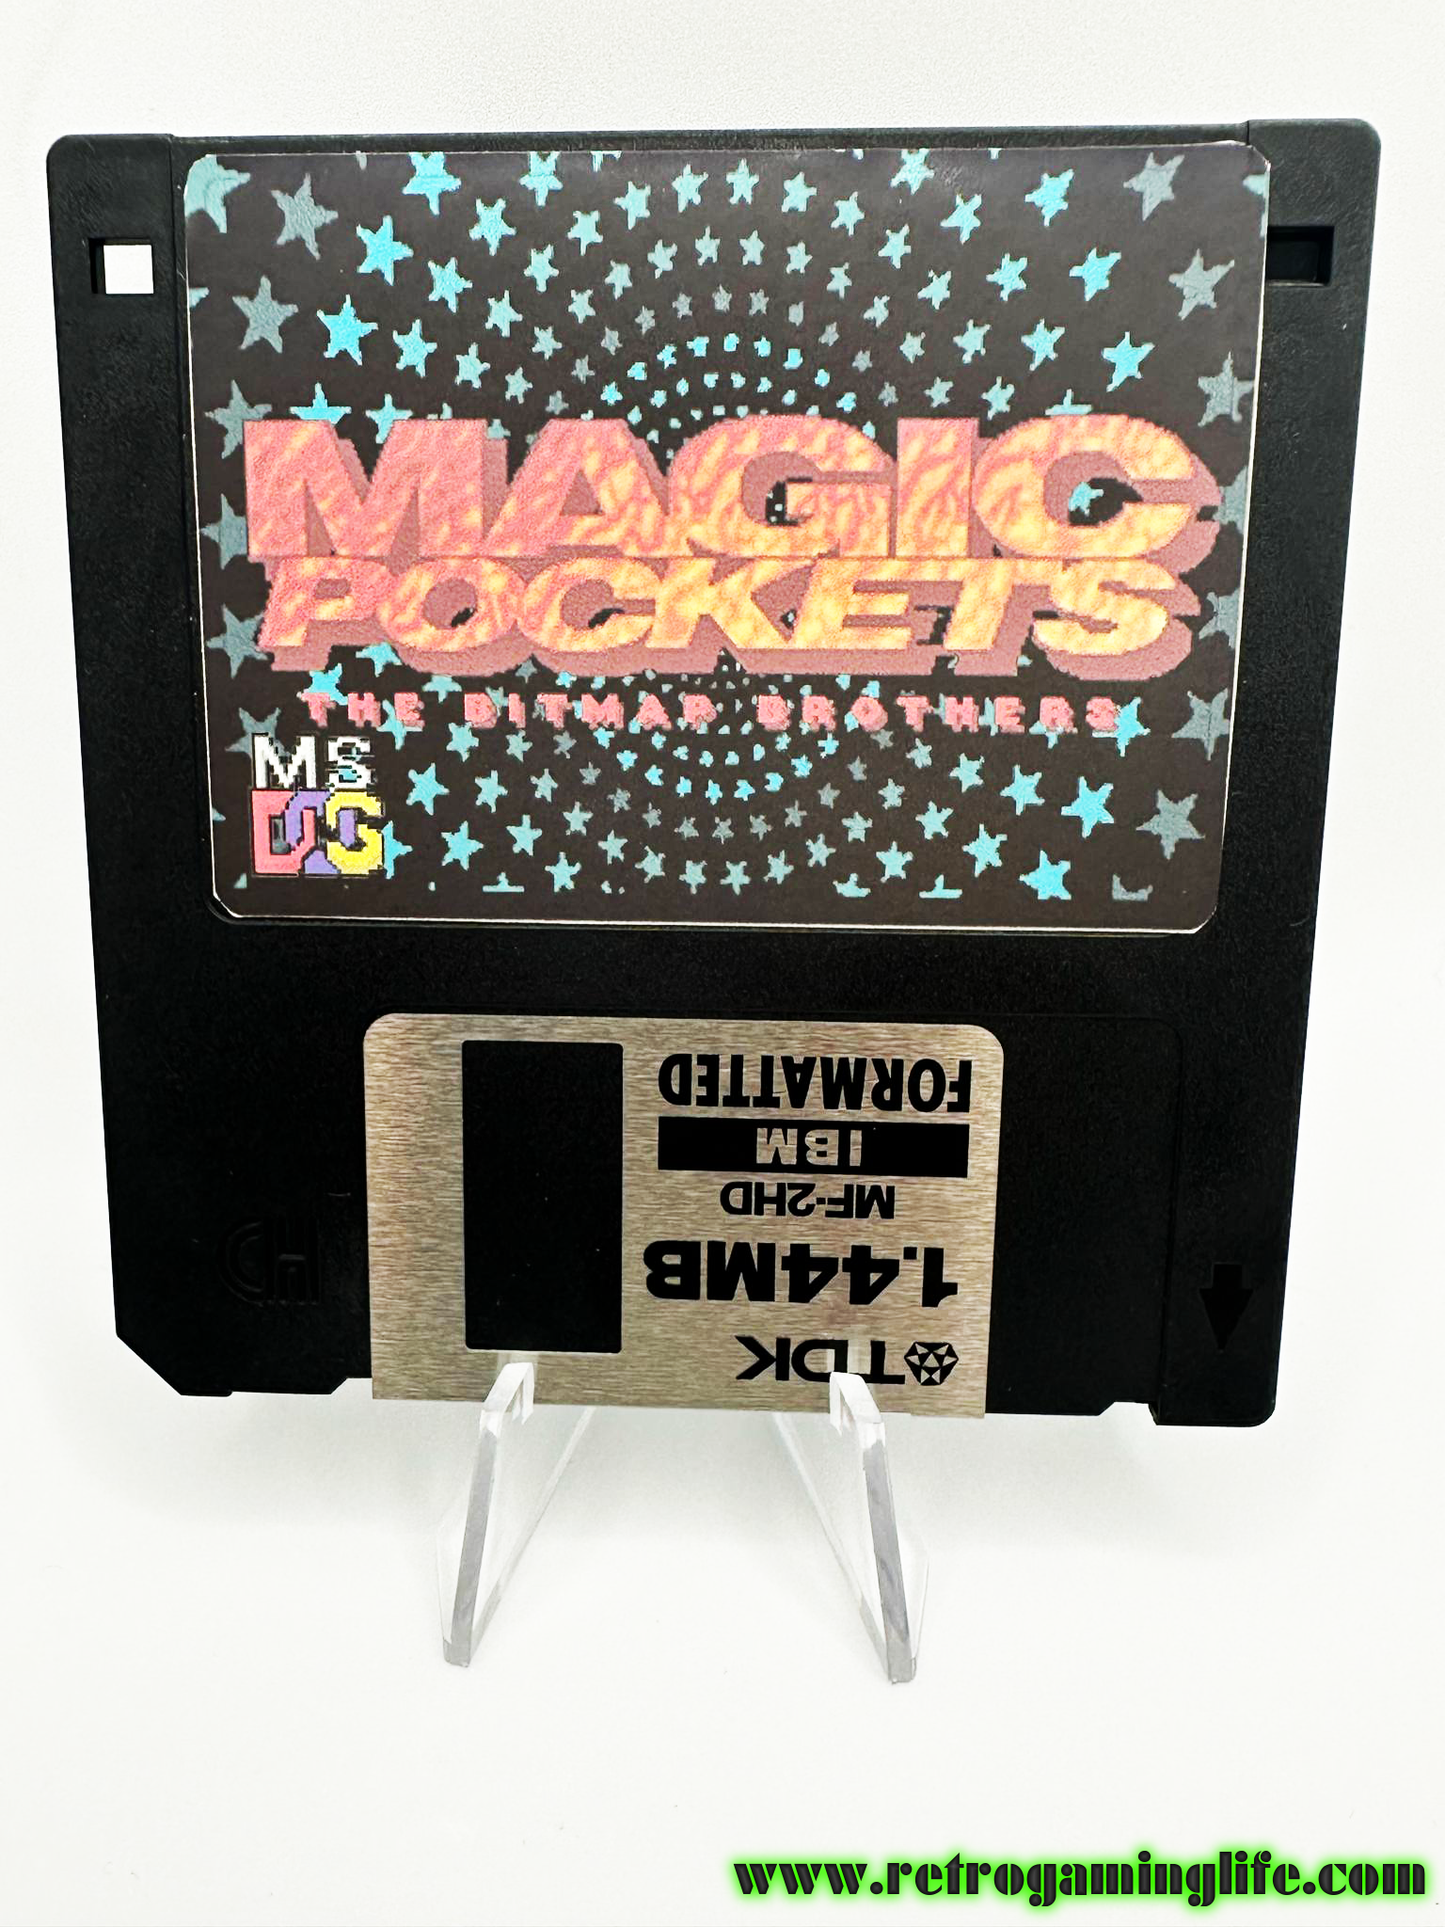 MAGIC
POCKETS
THE BITMAP BROTHERS
MS
DOS
FORMATTED
IBM
MF-2HD
1.44MB
TDK
www.retrogaminglife.com